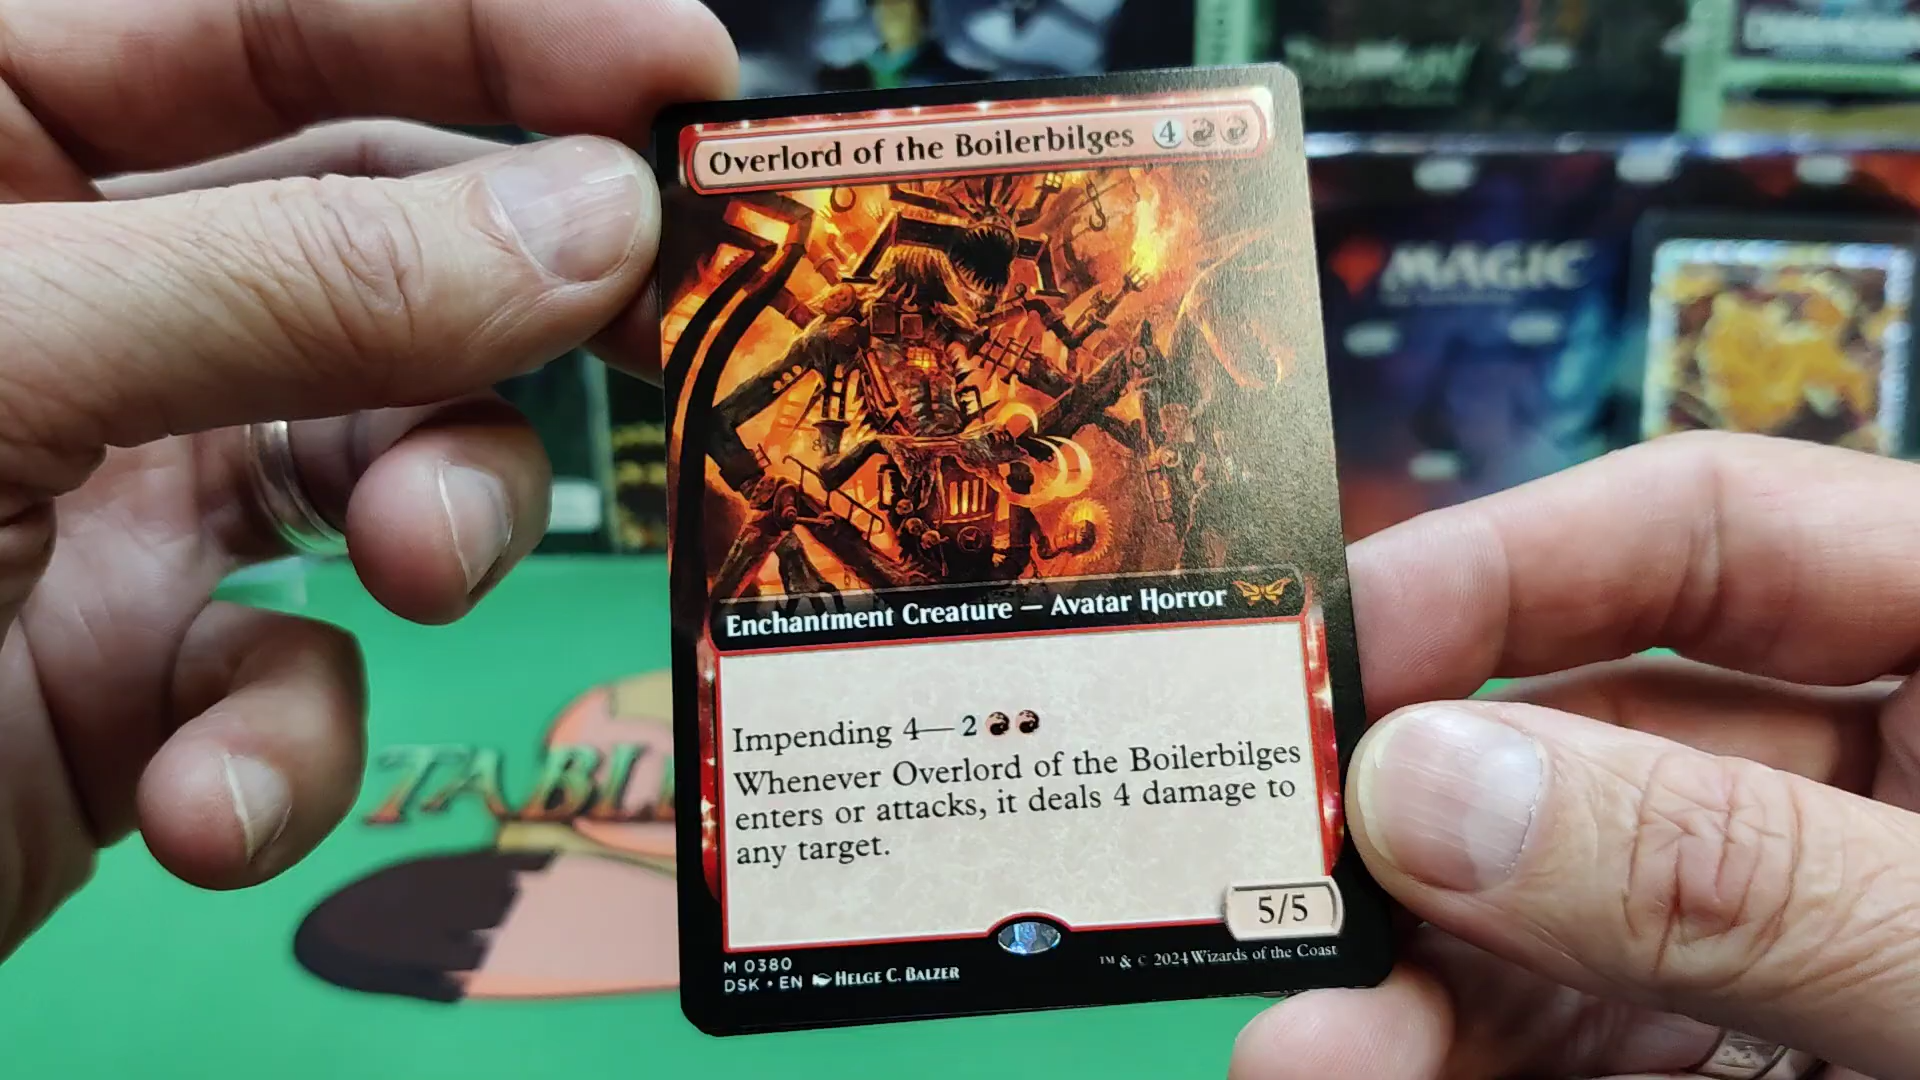 Overlord of the Boilerbilges 4
MAGIC
Enchantment Creature — Avatar Horror
Impending 4—2
Whenever Overlord of the Boilerbilges
enters or attacks, it deals 4 damage to
any target.
5/5
M 0380
DSK • EN HELGE C. BALZER
™ & © 2024 Wizards of the Coast
TABL